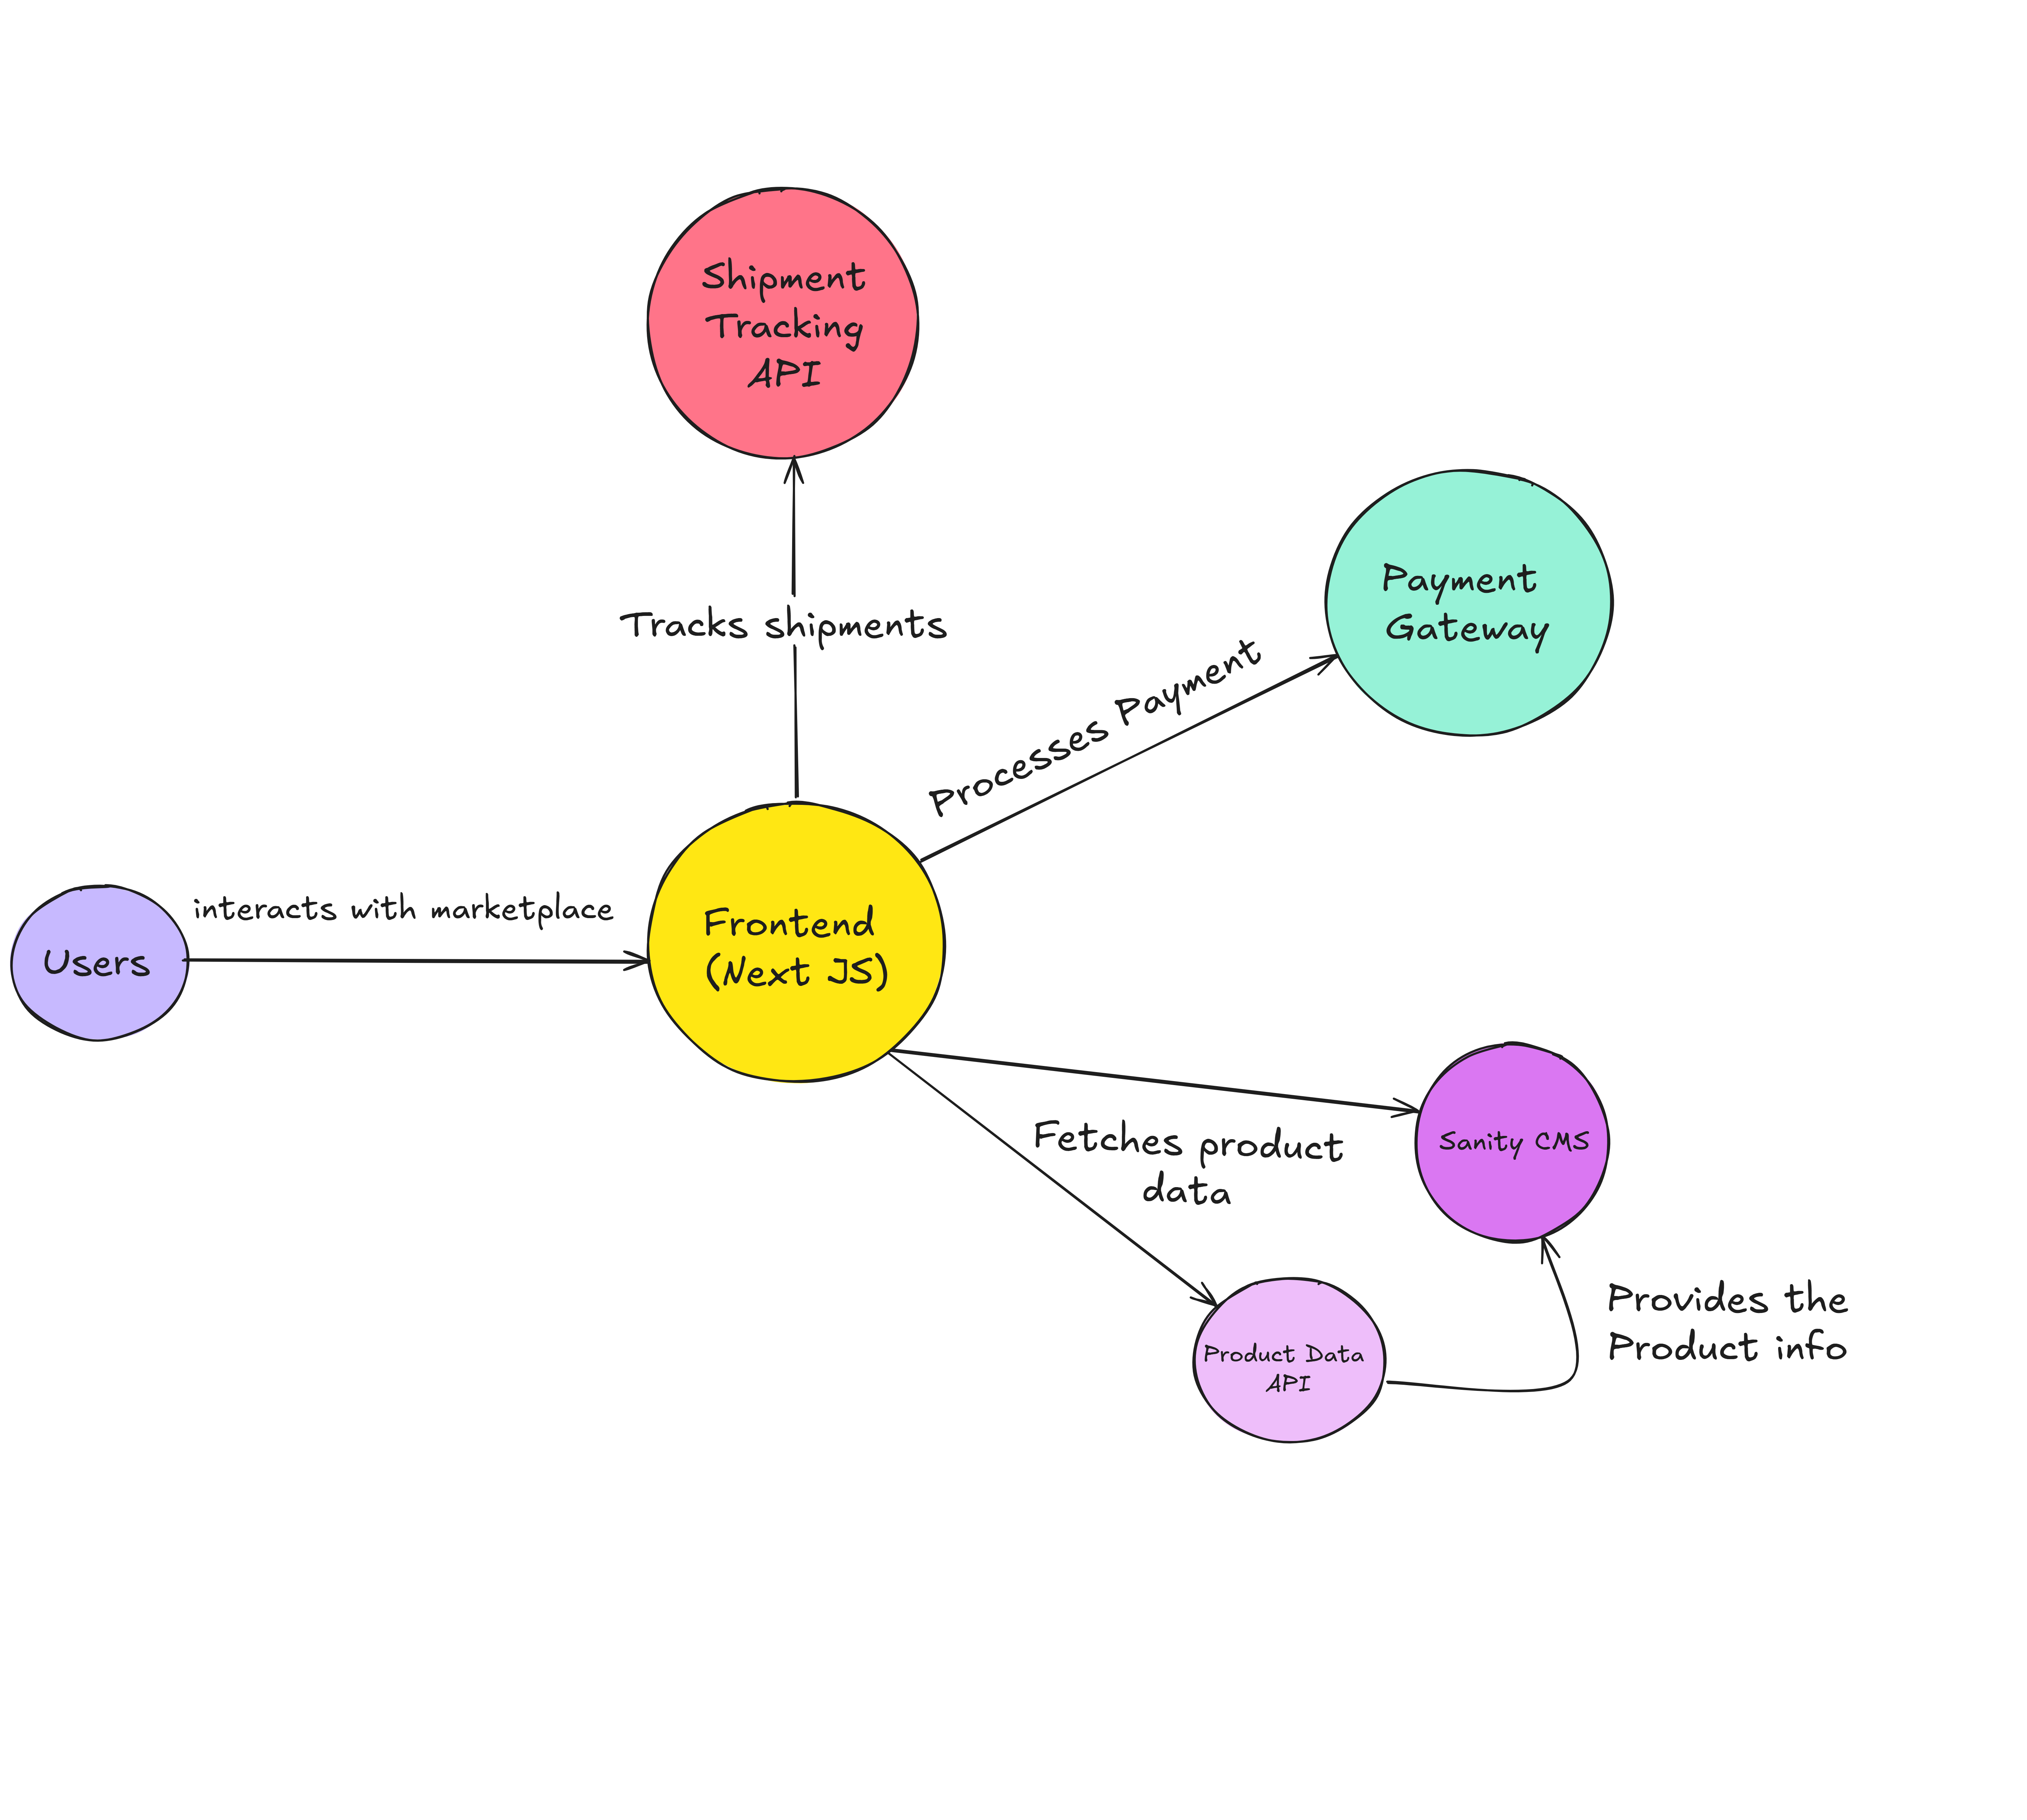 Shipment
Tracking
API
Payment
Gateway
Tracks shipments
Processes Payment
interacts with marketplace
Users
Frontend
(Next JS)
Sanity CMS
Fetches product
data
Provides the
Product info
Product Data
API